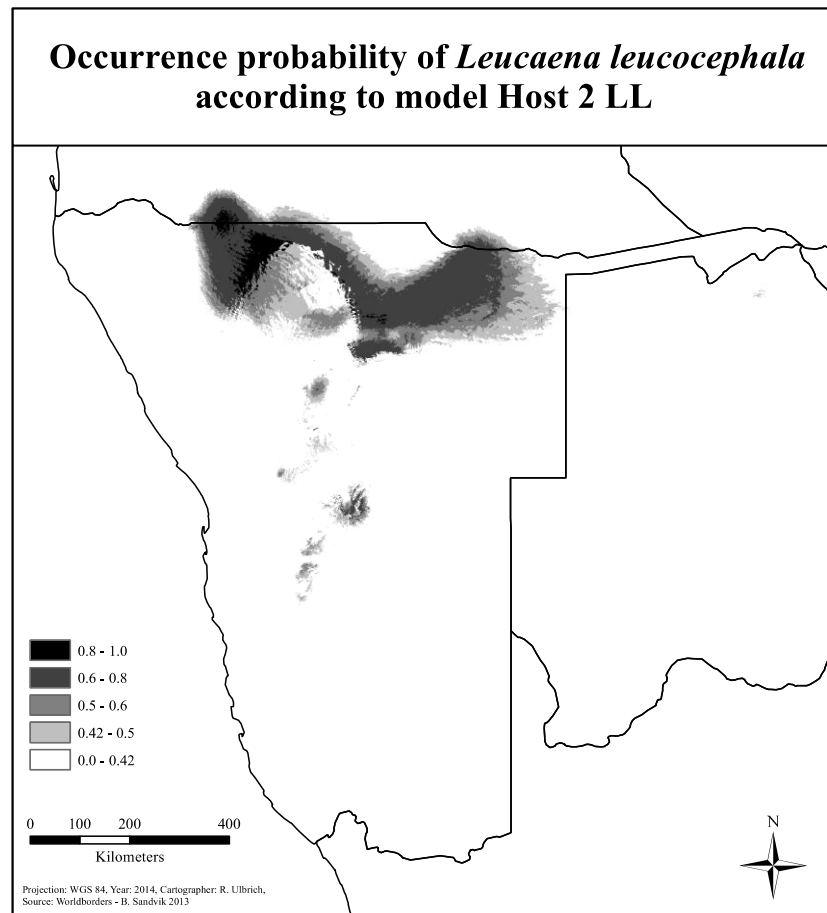 Occurrence probability of Leucaena leucocephala
according to model Host 2 LL
0.8 - 1.0
0.6 - 0.8
0.5 - 0.6
0.42 - 0.5
0.0 - 0.42
0 100 200 400
Kilometers
N
Projection: WGS 84, Year: 2014, Cartographer: R. Ulbrich,
Source: Worldborders - B. Sandvik 2013